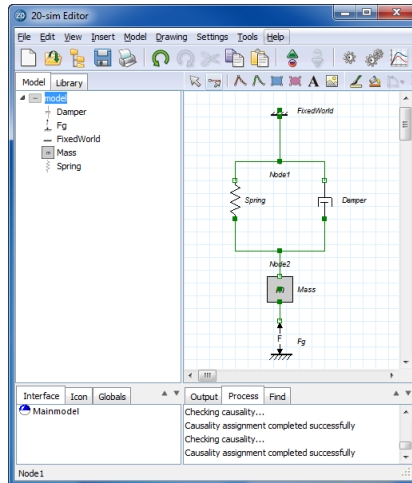 20-sim Editor
File Edit View Insert Model Drawing Settings Tools Help
Model Library
model
Damper
Fg
FixedWorld
Mass
Spring
FixedWorld
Node1
Spring
Damper
Node2
m
Mass
F
Fg
Interface Icon Globals
Output Process Find
Mainmodel
Checking causality...
Causality assignment completed successfully
Checking causality...
Causality assignment completed successfully
Node1